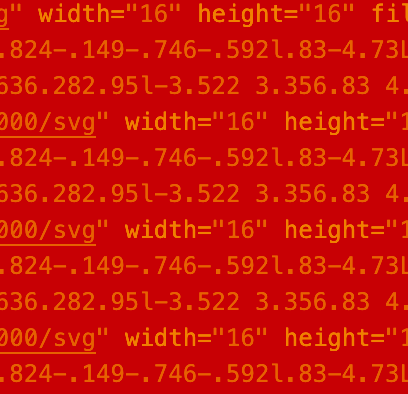 g" width="16" height="16" fil
.824-.149-.746-.592l.83-4.73L
636.282.95l-3.522 3.356.83 4.
000/svg" width="16" height="1
.824-.149-.746-.592l.83-4.73L
636.282.95l-3.522 3.356.83 4.
000/svg" width="16" height="1
.824-.149-.746-.592l.83-4.73L
636.282.95l-3.522 3.356.83 4.
000/svg" width="16" height="1
.824-.149-.746-.592l.83-4.73L